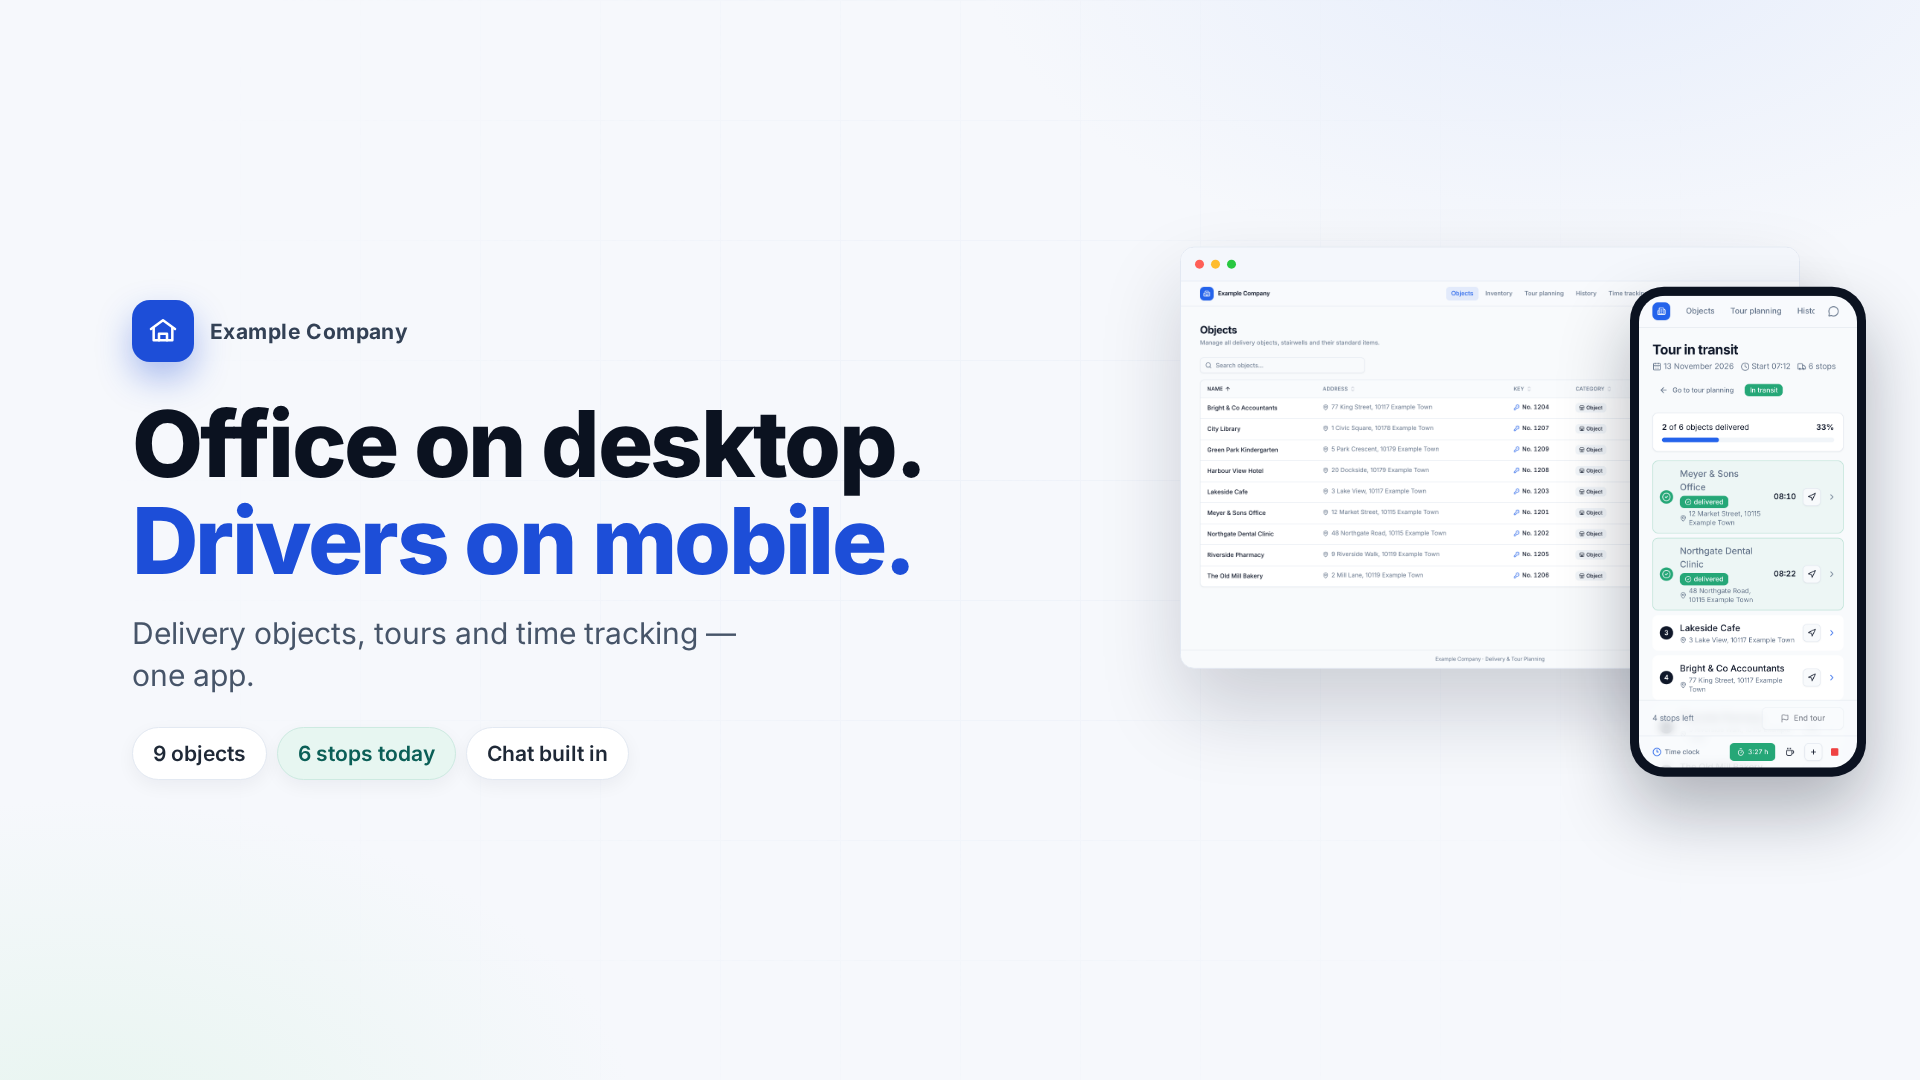 Example Company
Office on desktop.
Drivers on mobile.
Delivery objects, tours and time tracking —
one app.
9 objects
6 stops today
Chat built in
Example Company
Objects
Inventory
Tour planning
History
Objects
Manage all delivery objects, stairwells and their standard items.
Search objects...
NAME ADDRESS KEY CATEGORY
Bright & Co Accountants 77 King Street, 10117 Example Town No. 1204 Object
City Library 1 Civic Square, 10178 Example Town No. 1207 Object
Green Park Kindergarten 5 Park Crescent, 10179 Example Town No. 1209 Object
Harbour View Hotel 20 Dockside, 10179 Example Town No. 1208 Object
Lakeside Cafe 3 Lake View, 10117 Example Town No. 1203 Object
Meyer & Sons Office 12 Market Street, 10115 Example Town No. 1201 Object
Northgate Dental Clinic 48 Northgate Road, 10115 Example Town No. 1202 Object
Riverside Pharmacy 9 Riverside Walk, 10119 Example Town No. 1205 Object
The Old Mill Bakery 2 Mill Lane, 10119 Example Town No. 1206 Object
Example Company · Delivery & Tour Planning
Objects Tour planning
Tour in transit
13 November 2026 Start 07:12 6 stops
Go to tour planning In transit
2 of 6 objects delivered 33%
Meyer & Sons
Office
delivered
12 Market Street, 10115
Example Town
08:10
Northgate Dental
Clinic
delivered
48 Northgate Road,
10115 Example Town
08:22
3
Lakeside Cafe
3 Lake View, 10117 Example Town
4
Bright & Co Accountants
77 King Street, 10117 Example
Town
4 stops left End tour
Time clock 3:27 h